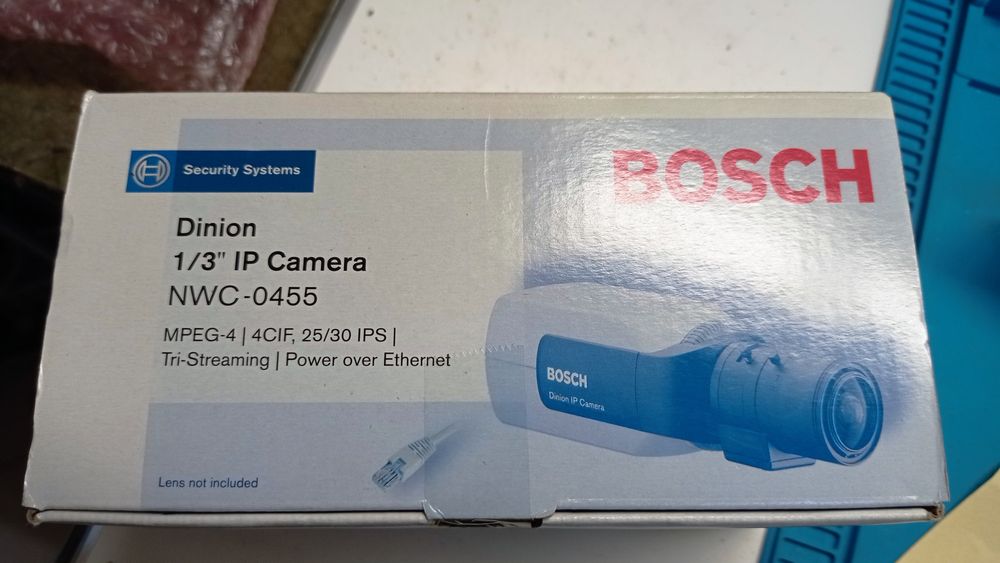 Security Systems
BOSCH
Dinion
1/3" IP Camera
NWC-0455
MPEG-4 | 4CIF, 25/30 IPS |
Tri-Streaming | Power over Ethernet
BOSCH
Dinion IP Camera
Lens not included